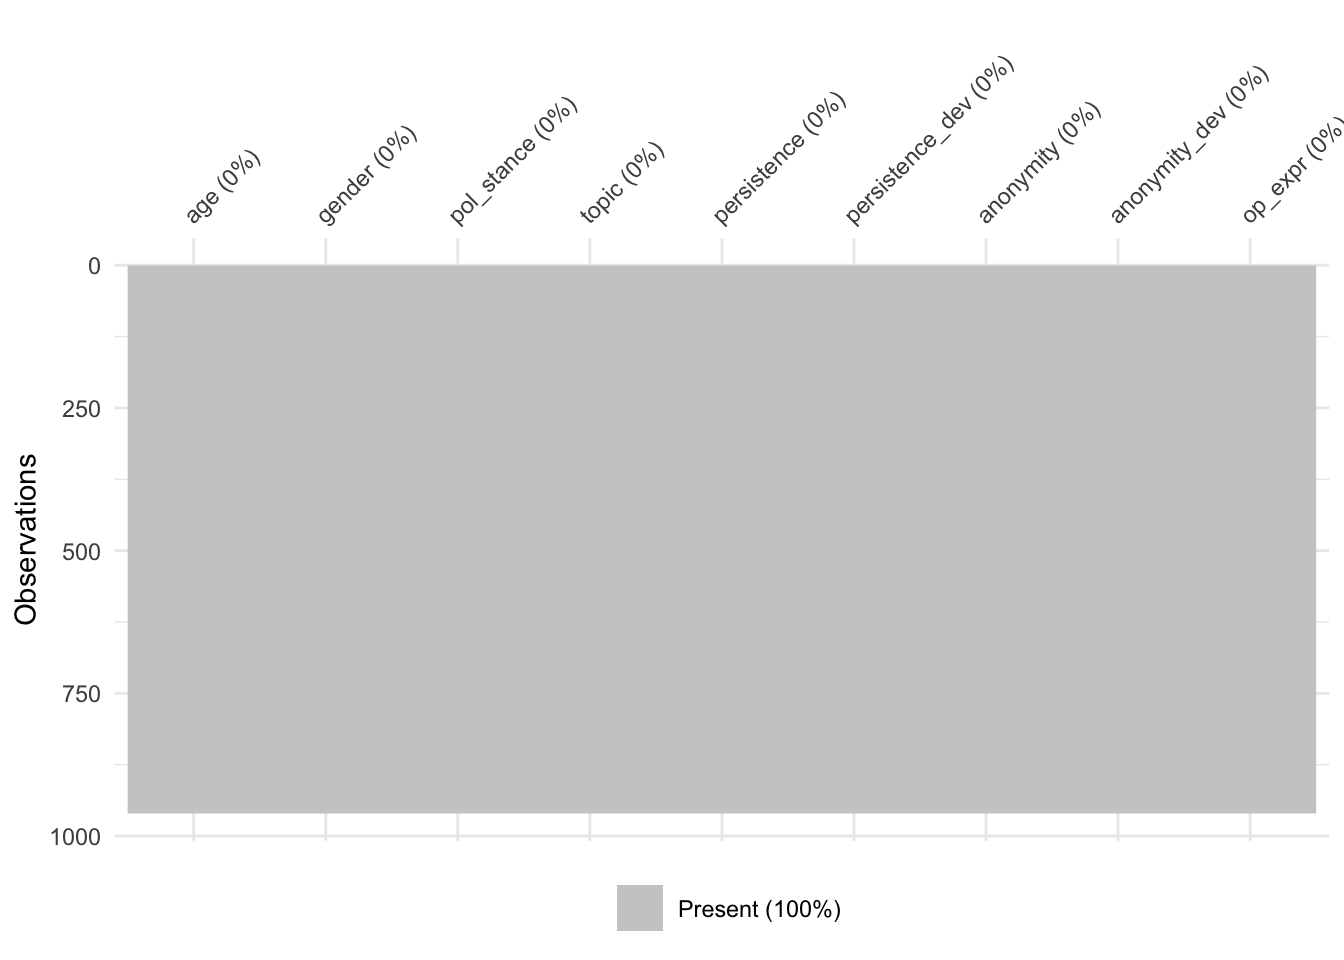 age (0%)
gender (0%)
pol_stance (0%)
topic (0%)
persistence (0%)
persistence_dev (0%)
anonymity (0%)
anonymity_dev (0%)
op_expr (0%)
0
250
500
750
1000
Observations
Present (100%)